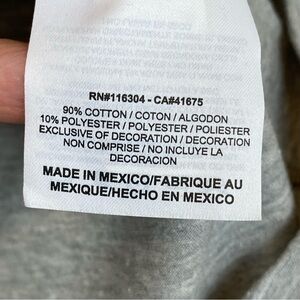 RN#116304 - CA#41675
90% COTTON / COTON / ALGODON
10% POLYESTER / POLYESTER / POLIESTER
EXCLUSIVE OF DECORATION / DECORATION
NON COMPRISE / NO INCLUYE LA
DECORACION
MADE IN MEXICO/FABRIQUE AU
MEXIQUE/HECHO EN MEXICO